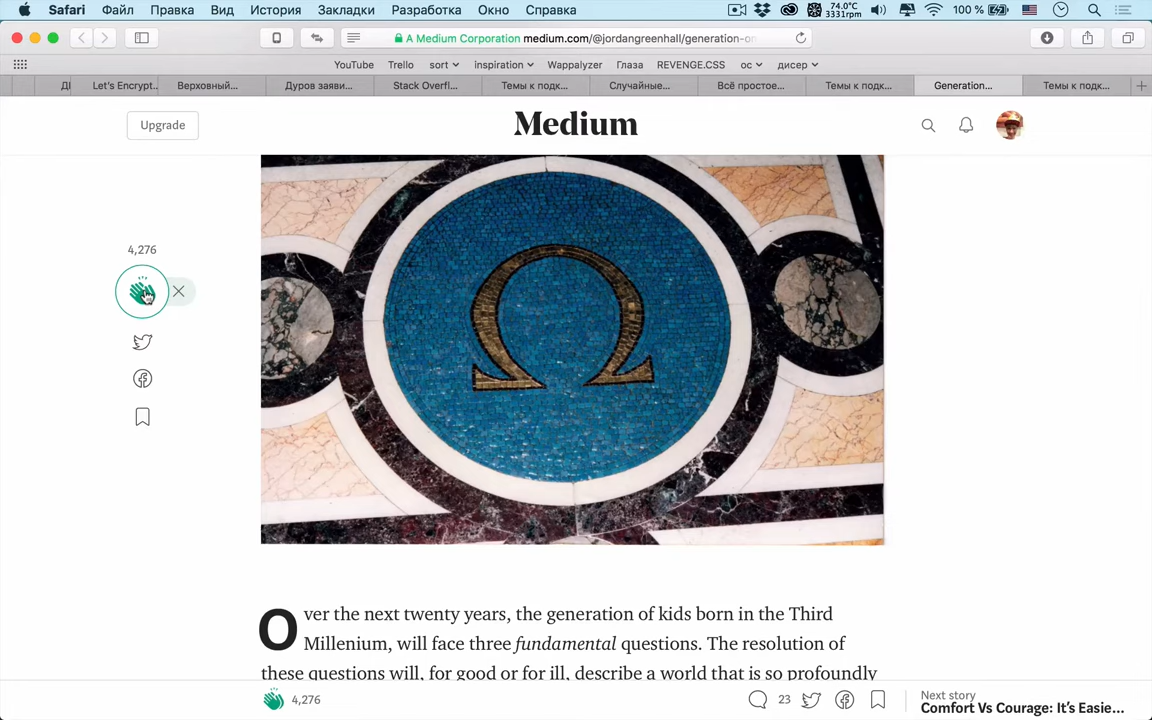 Safari Файл Правка Вид История Закладки Разработка Окно Справка 74.0°C 3331rpm 100 %
A Medium Corporation medium.com/@jordangreenhall/generation-o
YouTube Trello sort inspiration Wappalyzer Глаза REVENGE.CSS ос дисер
Let's Encrypt... Верховный... Дуров заяви... Stack Overfl... Темы к подк... Случайные... Всё простое... Темы к подк... Generation... Темы к подк...
Upgrade Medium
4,276
Ω
Over the next twenty years, the generation of kids born in the Third
Millenium, will face three fundamental questions. The resolution of
these questions will, for good or for ill, describe a world that is so profoundly
4,276 23 Next story
Comfort Vs Courage: It's Easie...